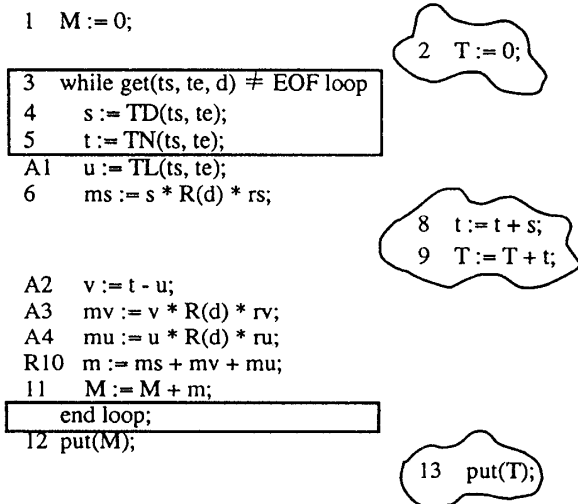 1 M := 0;
2 T := 0;
3 while get(ts, te, d) ≠ EOF loop
4 s := TD(ts, te);
5 t := TN(ts, te);
A1 u := TL(ts, te);
6 ms := s * R(d) * rs;
8 t := t + s;
9 T := T + t;
A2 v := t - u;
A3 mv := v * R(d) * rv;
A4 mu := u * R(d) * ru;
R10 m := ms + mv + mu;
11 M := M + m;
end loop;
12 put(M);
13 put(T);